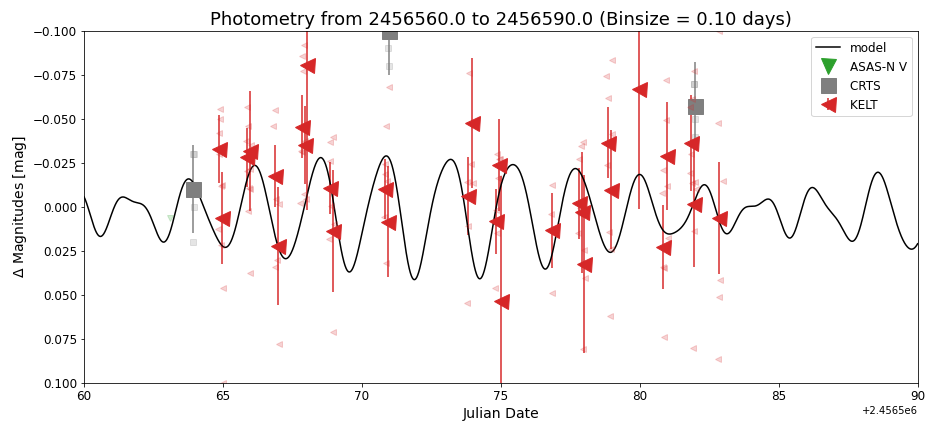 Photometry from 2456560.0 to 2456590.0 (Binsize = 0.10 days)
−0.100
−0.075
−0.050
−0.025
0.000
0.025
0.050
0.075
0.100
Δ Magnitudes [mag]
model
ASAS-N V
CRTS
KELT
60
65
70
75
80
85
90
Julian Date
+2.4565e6